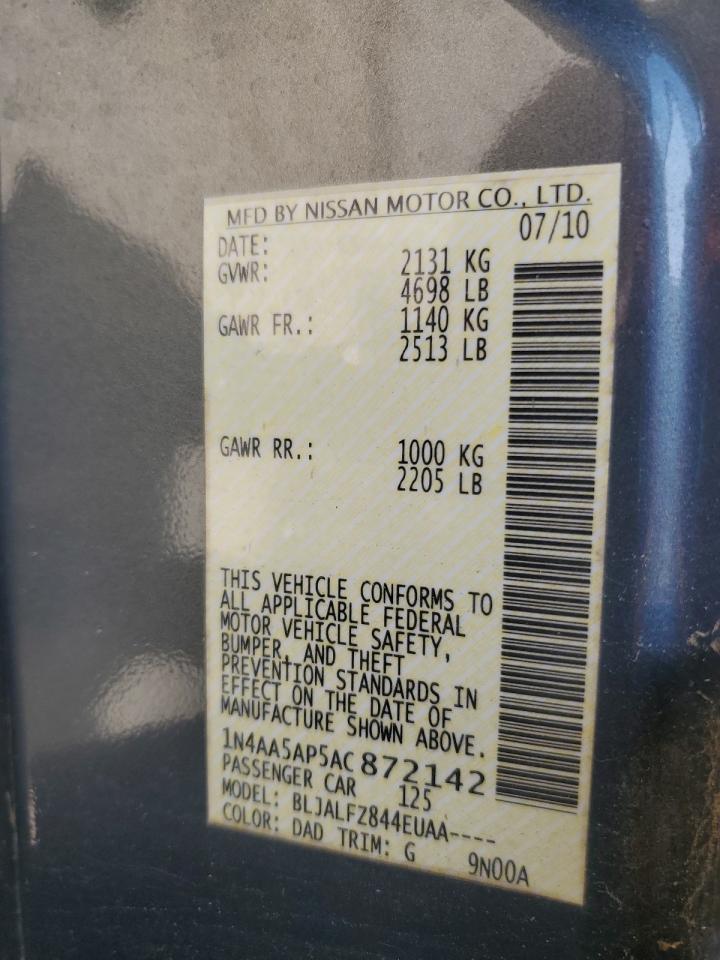 MFD BY NISSAN MOTOR CO., LTD.
DATE: 07/10
GVWR: 2131 KG
4698 LB
GAWR FR.: 1140 KG
2513 LB
GAWR RR.: 1000 KG
2205 LB
THIS VEHICLE CONFORMS TO
ALL APPLICABLE FEDERAL
MOTOR VEHICLE SAFETY,
BUMPER, AND THEFT
PREVENTION STANDARDS IN
EFFECT ON THE DATE OF
MANUFACTURE SHOWN ABOVE.
1N4AA5AP5AC872142
PASSENGER CAR 125
MODEL: BLJALFZ844EUAA----
COLOR: DAD TRIM: G 9N00A